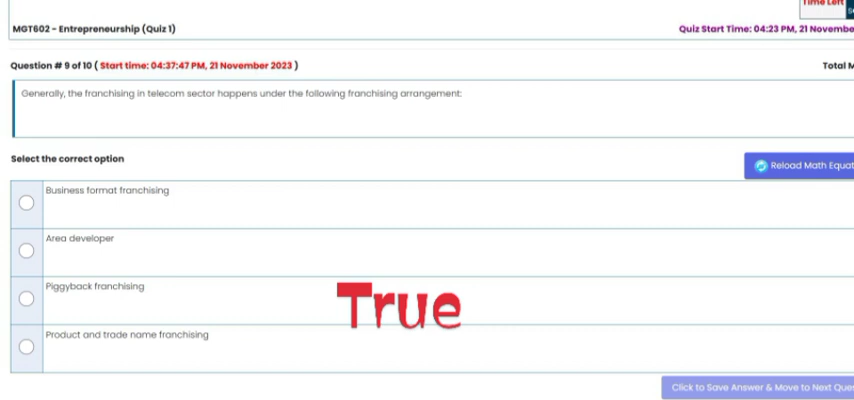 Time Left
MGT602 - Entrepreneurship (Quiz 1)
Quiz Start Time: 04:23 PM, 21 Novembe
Question # 9 of 10 ( Start time: 04:37:47 PM, 21 November 2023 )
Total M
Generally, the franchising in telecom sector happens under the following franchising arrangement:
Select the correct option
Reload Math Equat
Business format franchising
Area developer
Piggyback franchising
True
Product and trade name franchising
Click to Save Answer & Move to Next Que